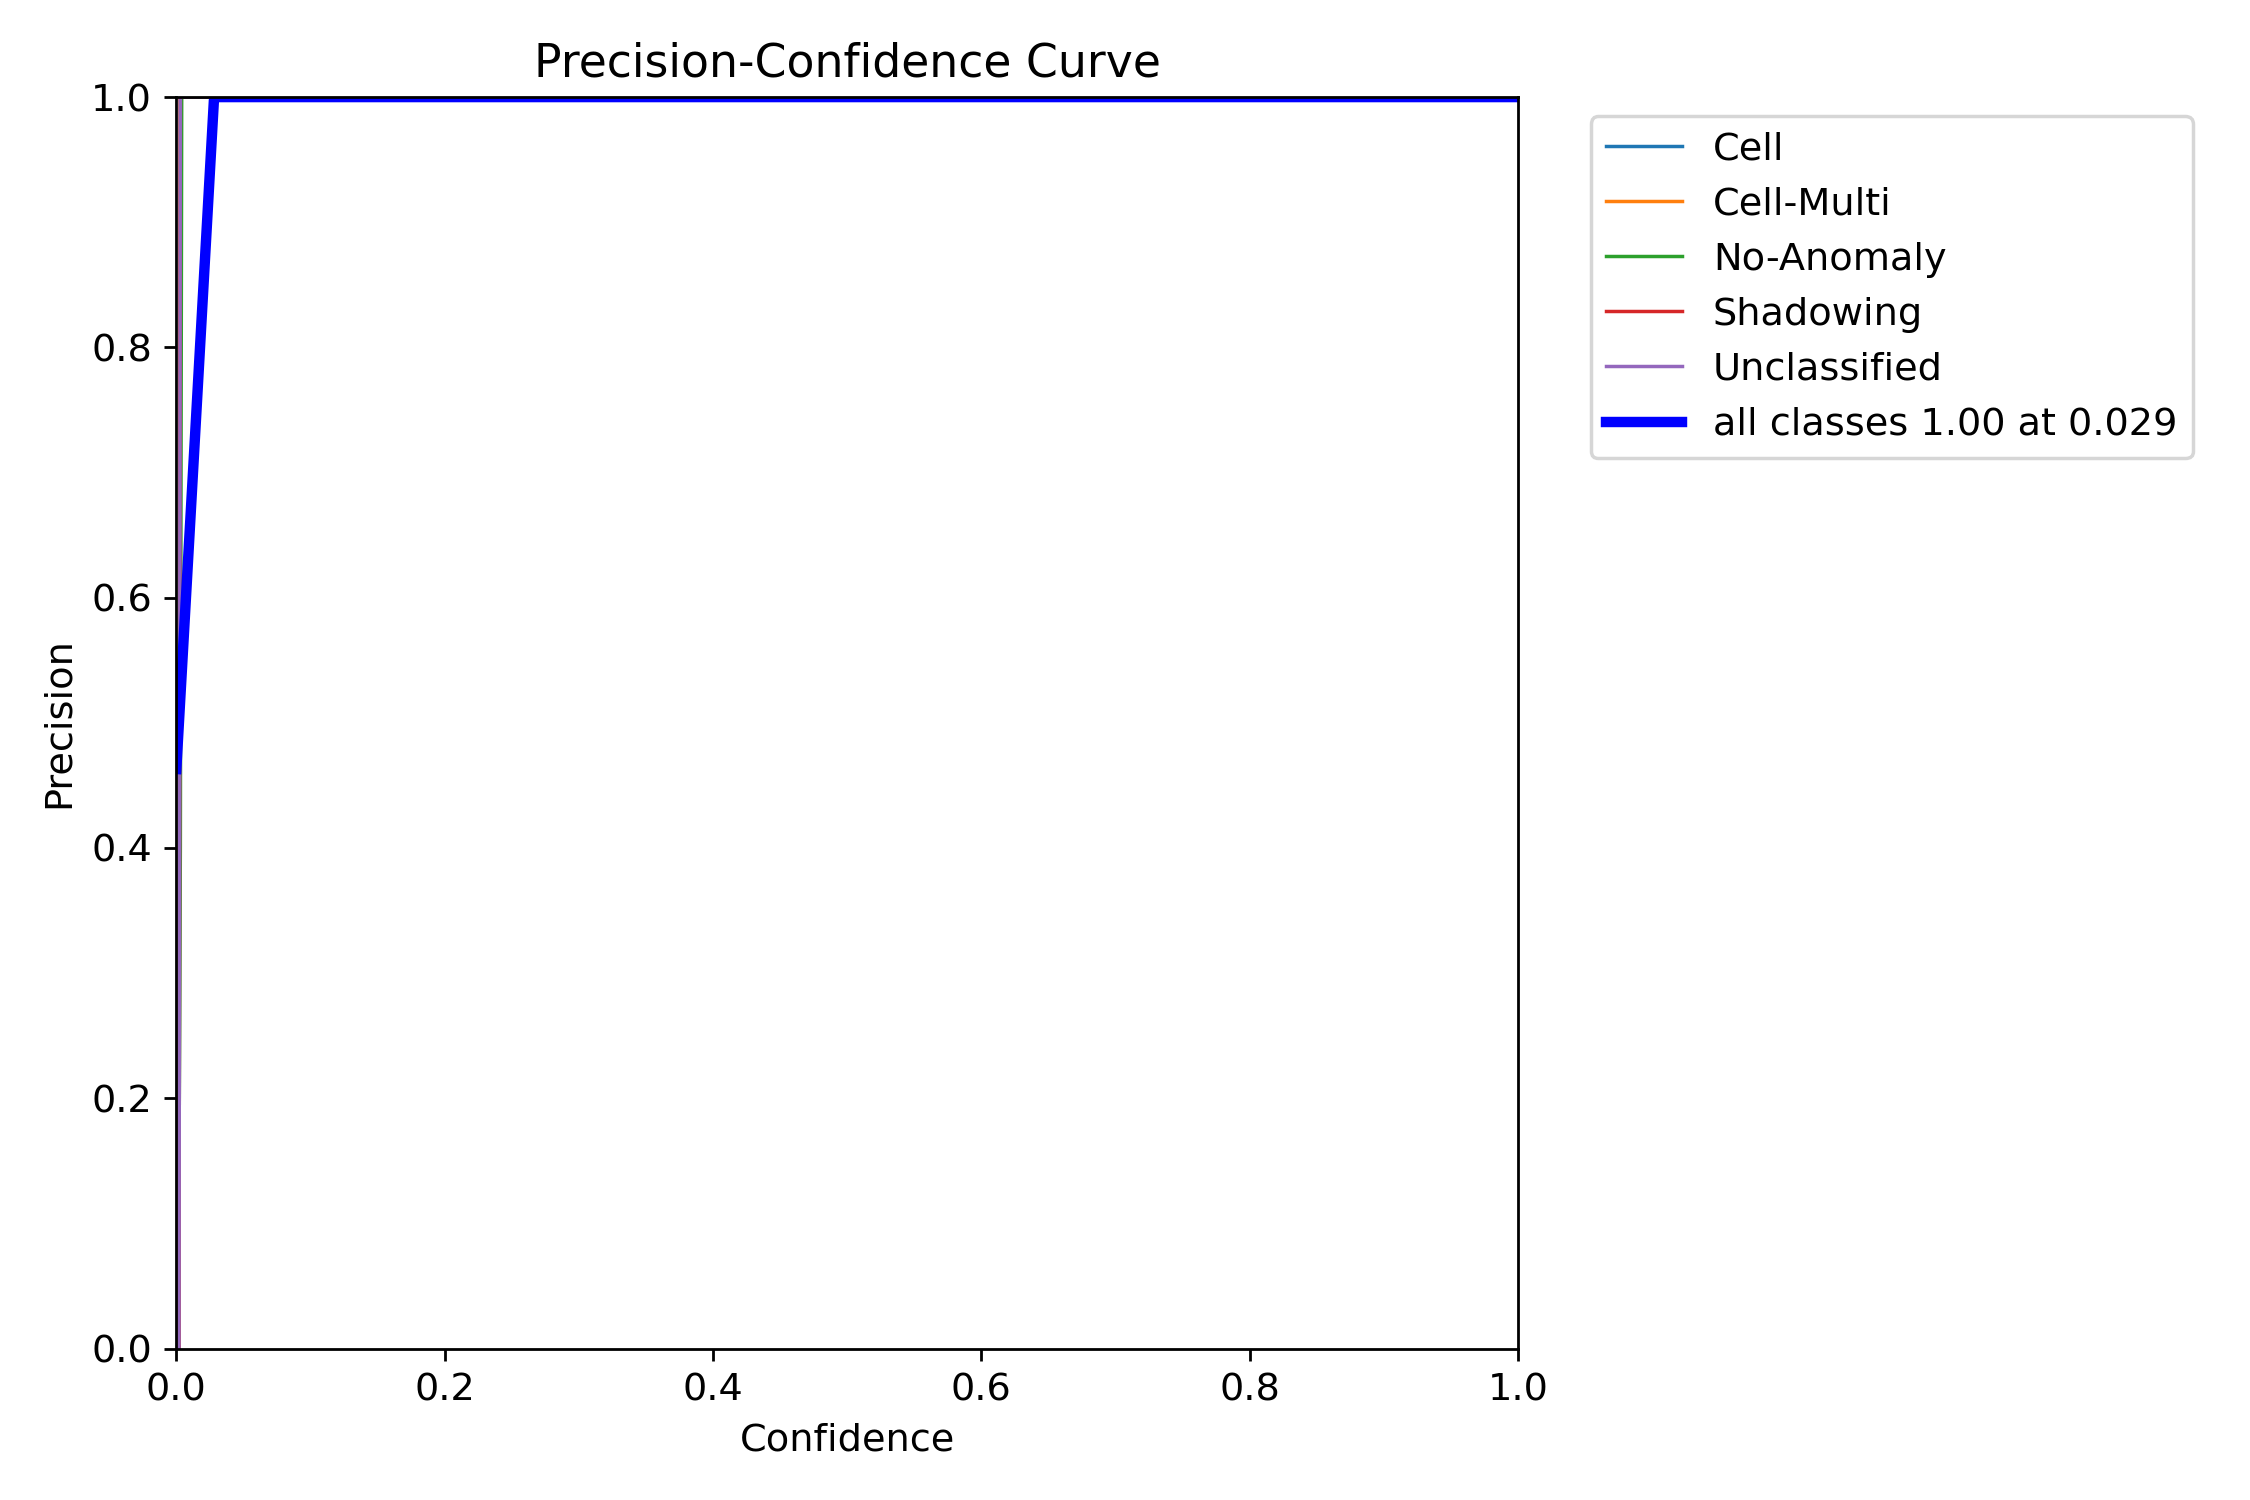 Precision-Confidence Curve
1.0
0.8
0.6
0.4
0.2
0.0
Precision
0.0 0.2 0.4 0.6 0.8 1.0
Confidence
Cell
Cell-Multi
No-Anomaly
Shadowing
Unclassified
all classes 1.00 at 0.029